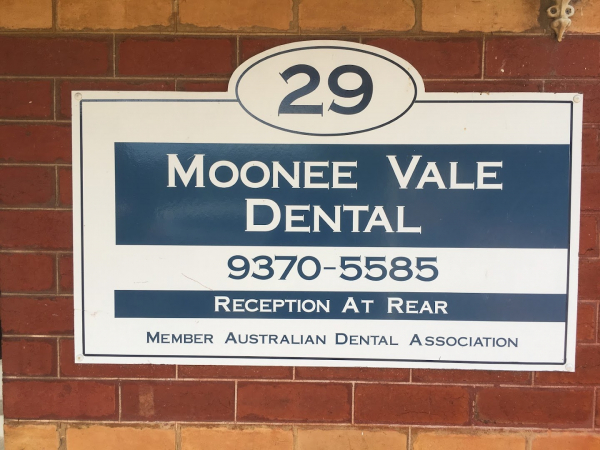 29
MOONEE VALE
DENTAL
9370-5585
RECEPTION AT REAR
MEMBER AUSTRALIAN DENTAL ASSOCIATION